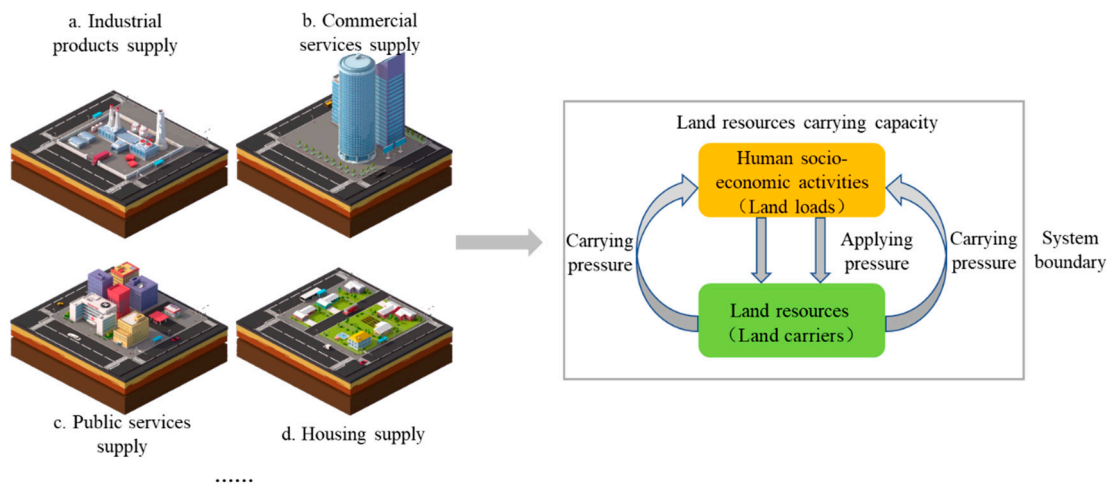 a. Industrial
products supply
b. Commercial
services supply
c. Public services
supply
d. Housing supply
......
Land resources carrying capacity
Human socio-
economic activities
（Land loads）
Carrying
pressure
Applying
pressure
Carrying
pressure
System
boundary
Land resources
（Land carriers）